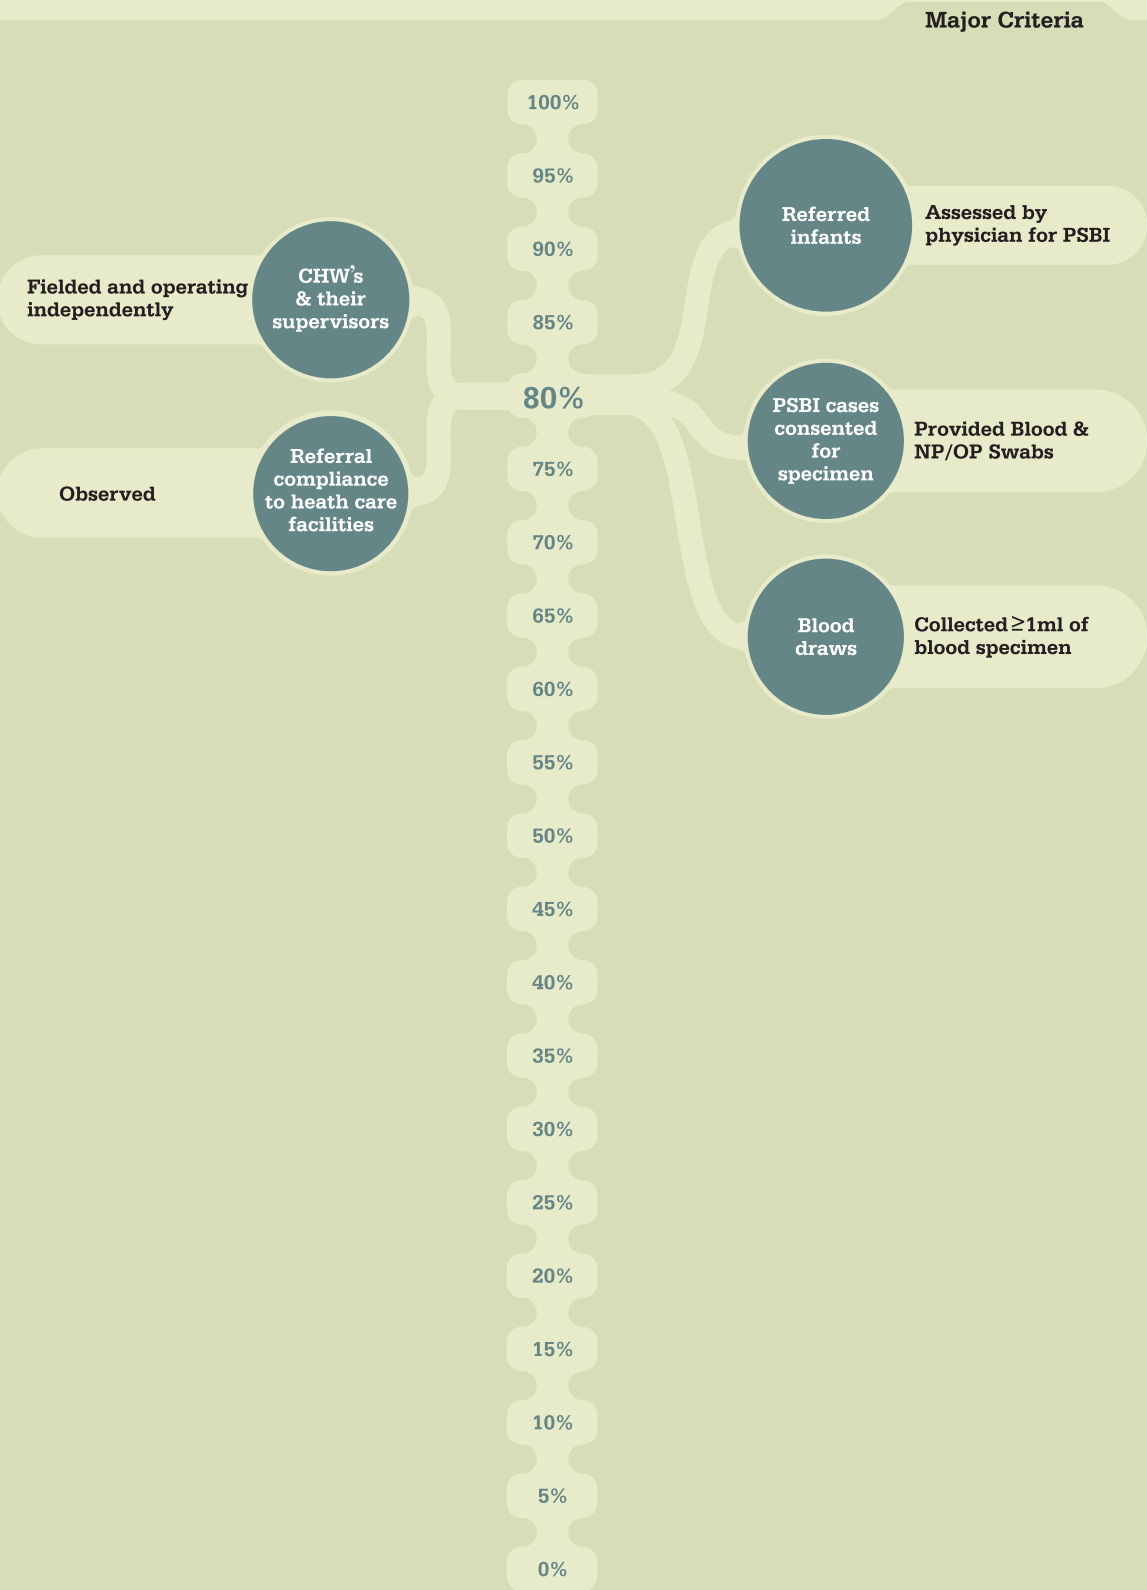 Major Criteria
100%
95%
90%
85%
80%
75%
70%
65%
60%
55%
50%
45%
40%
35%
30%
25%
20%
15%
10%
5%
0%
Fielded and operating
independently
CHW's
& their
supervisors
Observed
Referral
compliance
to heath care
facilities
Referred
infants
Assessed by
physician for PSBI
PSBI cases
consented
for
specimen
Provided Blood &
NP/OP Swabs
Blood
draws
Collected ≥1ml of
blood specimen